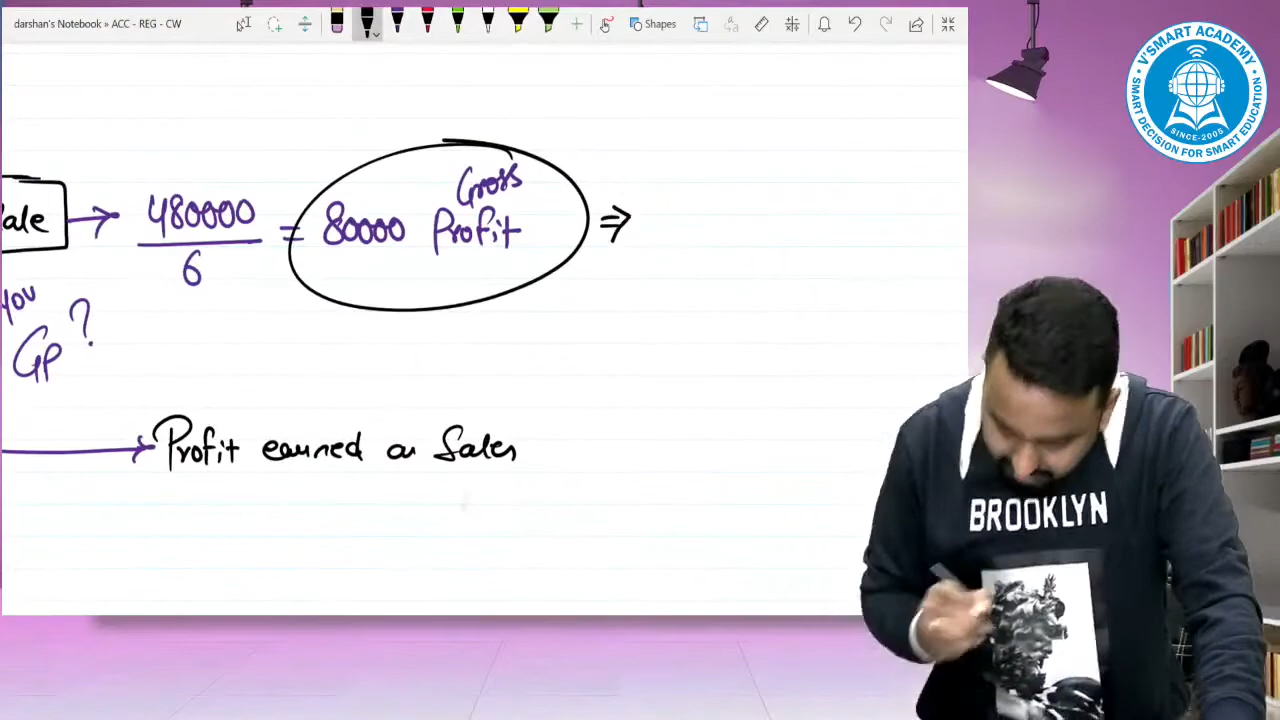 darshan's Notebook » ACC - REG - CW
Shapes
V'SMART ACADEMY
SMART DECISION FOR SMART EDUCATION
SINCE-2005
ale → 480000 / 6 = 80000 Gross Profit ⇒
you
GP ?
Profit earned on Sales
BROOKLYN